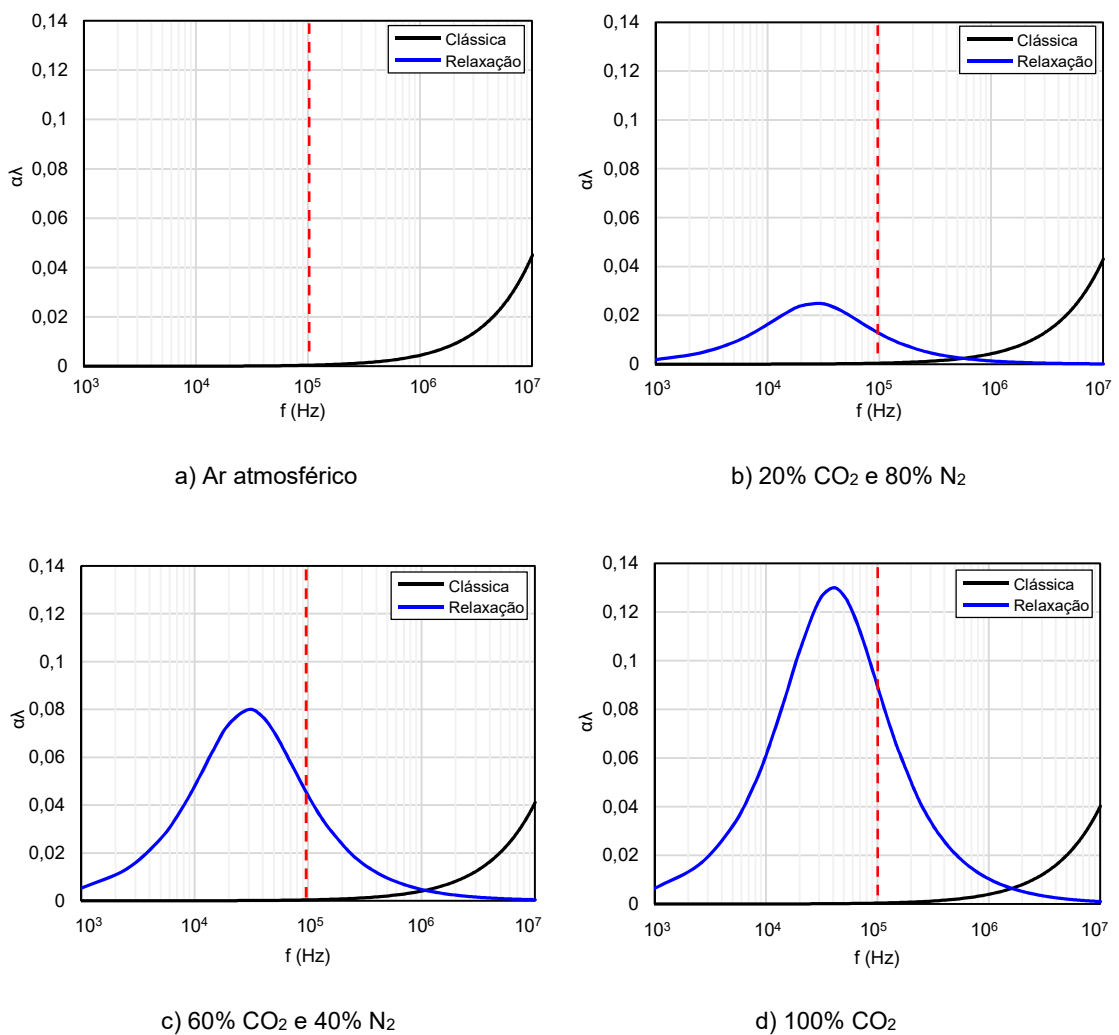 0,14
0,12
0,1
0,08
0,06
0,04
0,02
0
αλ
Clássica
Relaxação
10³ 10⁴ 10⁵ 10⁶ 10⁷
f (Hz)
a) Ar atmosférico
0,14
0,12
0,1
0,08
0,06
0,04
0,02
0
αλ
Clássica
Relaxação
10³ 10⁴ 10⁵ 10⁶ 10⁷
f (Hz)
b) 20% CO₂ e 80% N₂
0,14
0,12
0,1
0,08
0,06
0,04
0,02
0
αλ
Clássica
Relaxação
10³ 10⁴ 10⁵ 10⁶ 10⁷
f (Hz)
c) 60% CO₂ e 40% N₂
0,14
0,12
0,1
0,08
0,06
0,04
0,02
0
αλ
Clássica
Relaxação
10³ 10⁴ 10⁵ 10⁶ 10⁷
f (Hz)
d) 100% CO₂